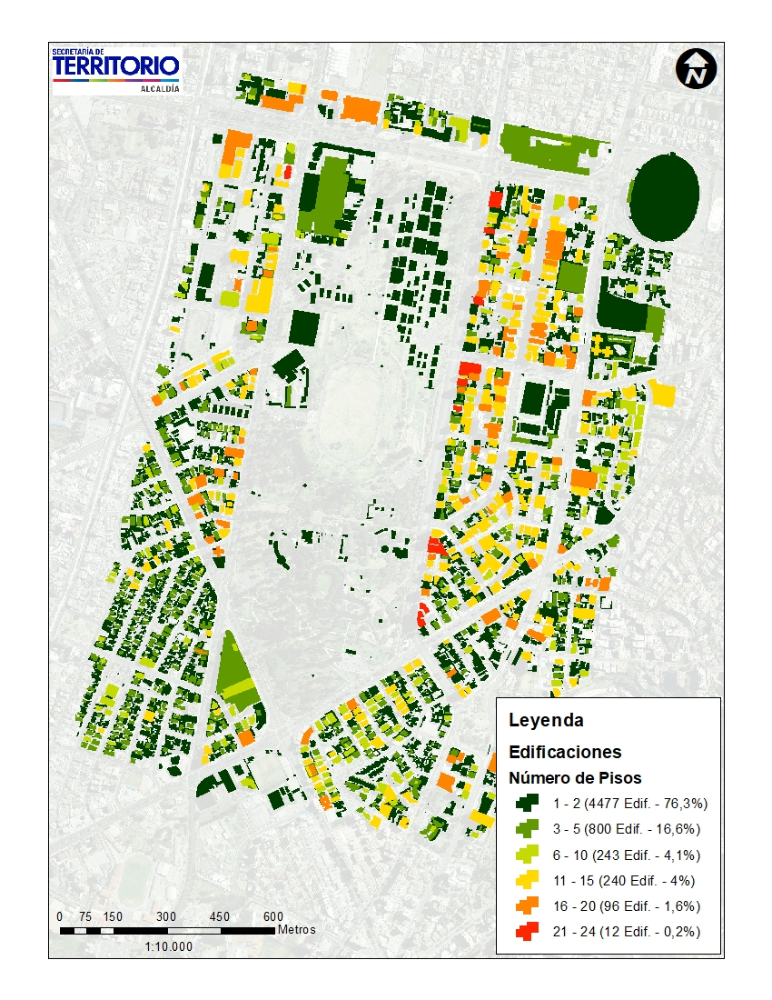 SECRETARÍA DE
TERRITORIO
ALCALDÍA
N
Leyenda
Edificaciones
Número de Pisos
1 - 2 (4477 Edif. - 76,3%)
3 - 5 (800 Edif. - 16,6%)
6 - 10 (243 Edif. - 4,1%)
11 - 15 (240 Edif. - 4%)
16 - 20 (96 Edif. - 1,6%)
21 - 24 (12 Edif. - 0,2%)
0 75 150 300 450 600
Metros
1:10.000